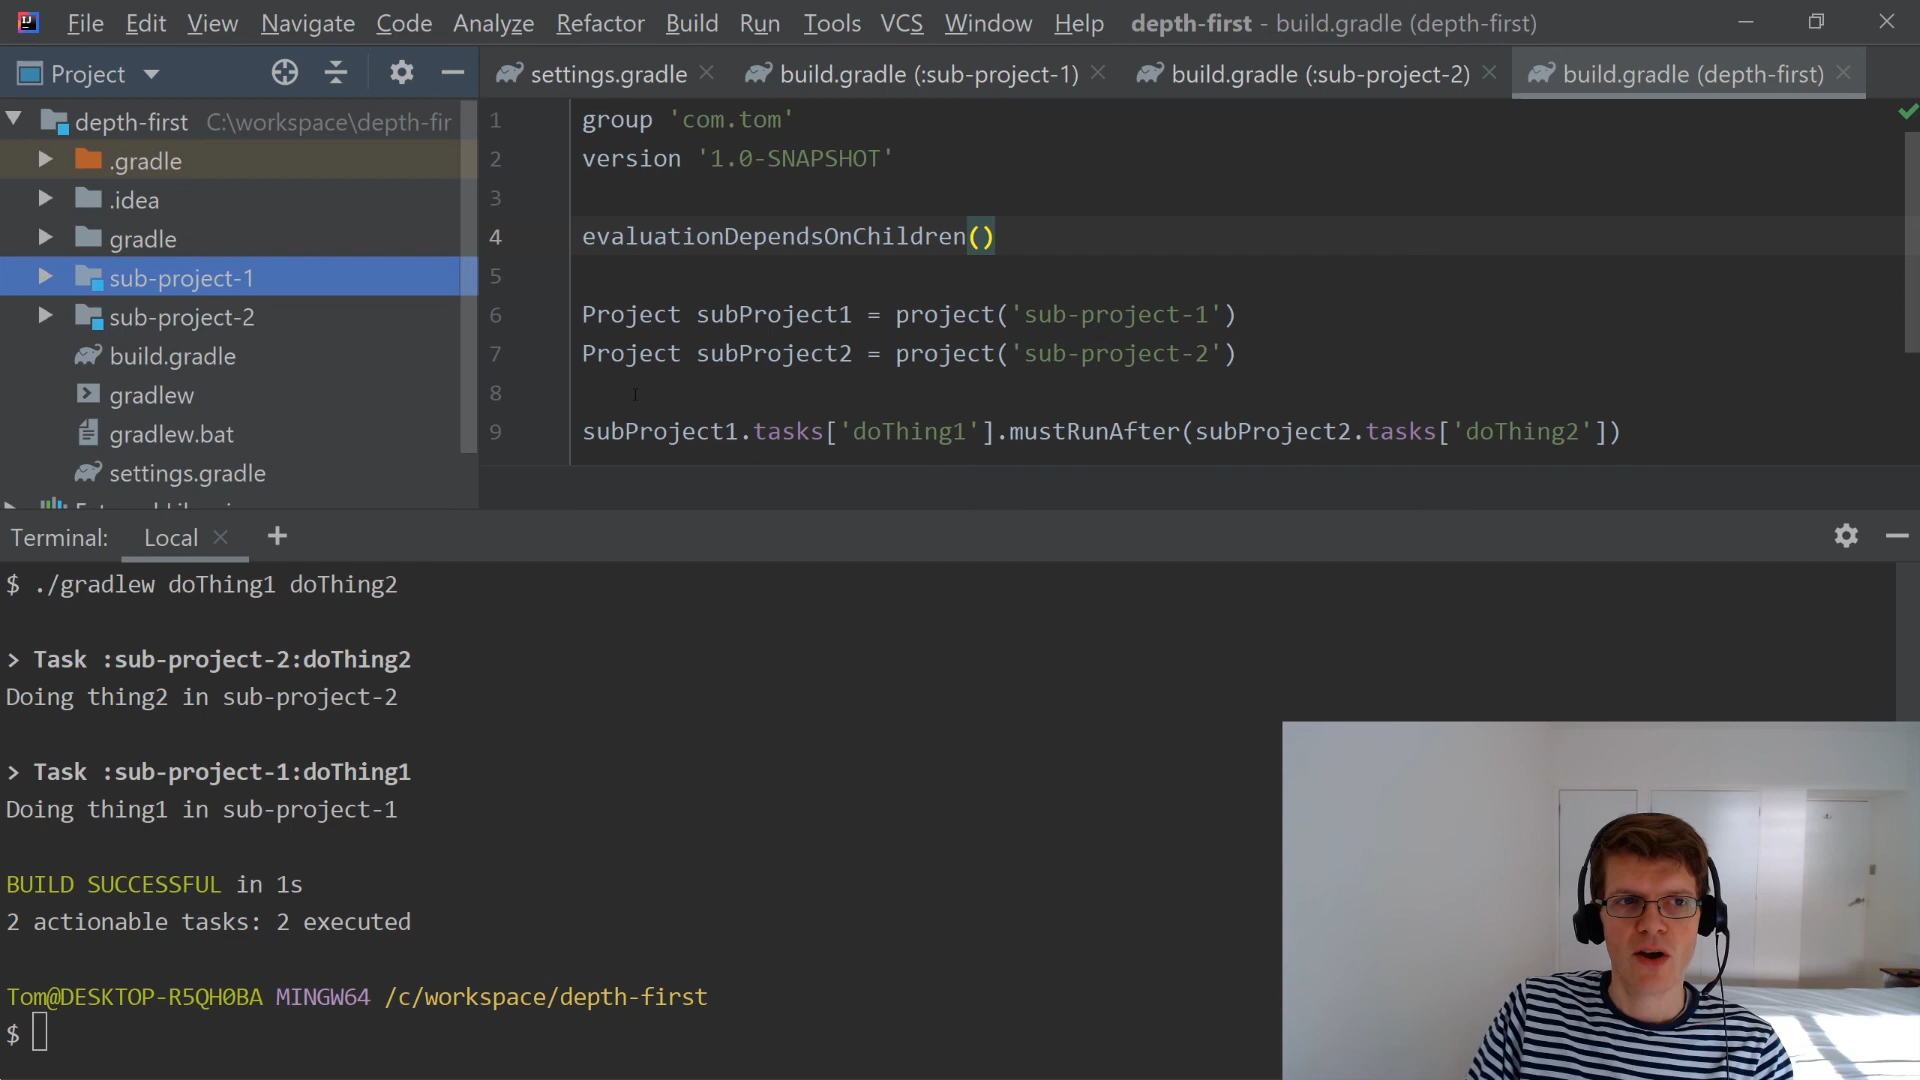 File Edit View Navigate Code Analyze Refactor Build Run Tools VCS Window Help depth-first - build.gradle (depth-first)
Project
settings.gradle
build.gradle (:sub-project-1)
build.gradle (:sub-project-2)
build.gradle (depth-first)
depth-first C:\workspace\depth-fir
.gradle
.idea
gradle
sub-project-1
sub-project-2
build.gradle
gradlew
gradlew.bat
settings.gradle
1 group 'com.tom'
2 version '1.0-SNAPSHOT'
3
4 evaluationDependsOnChildren()
5
6 Project subProject1 = project('sub-project-1')
7 Project subProject2 = project('sub-project-2')
8
9 subProject1.tasks['doThing1'].mustRunAfter(subProject2.tasks['doThing2'])
Terminal: Local
$ ./gradlew doThing1 doThing2
> Task :sub-project-2:doThing2
Doing thing2 in sub-project-2
> Task :sub-project-1:doThing1
Doing thing1 in sub-project-1
BUILD SUCCESSFUL in 1s
2 actionable tasks: 2 executed
Tom@DESKTOP-R5QH0BA MINGW64 /c/workspace/depth-first
$